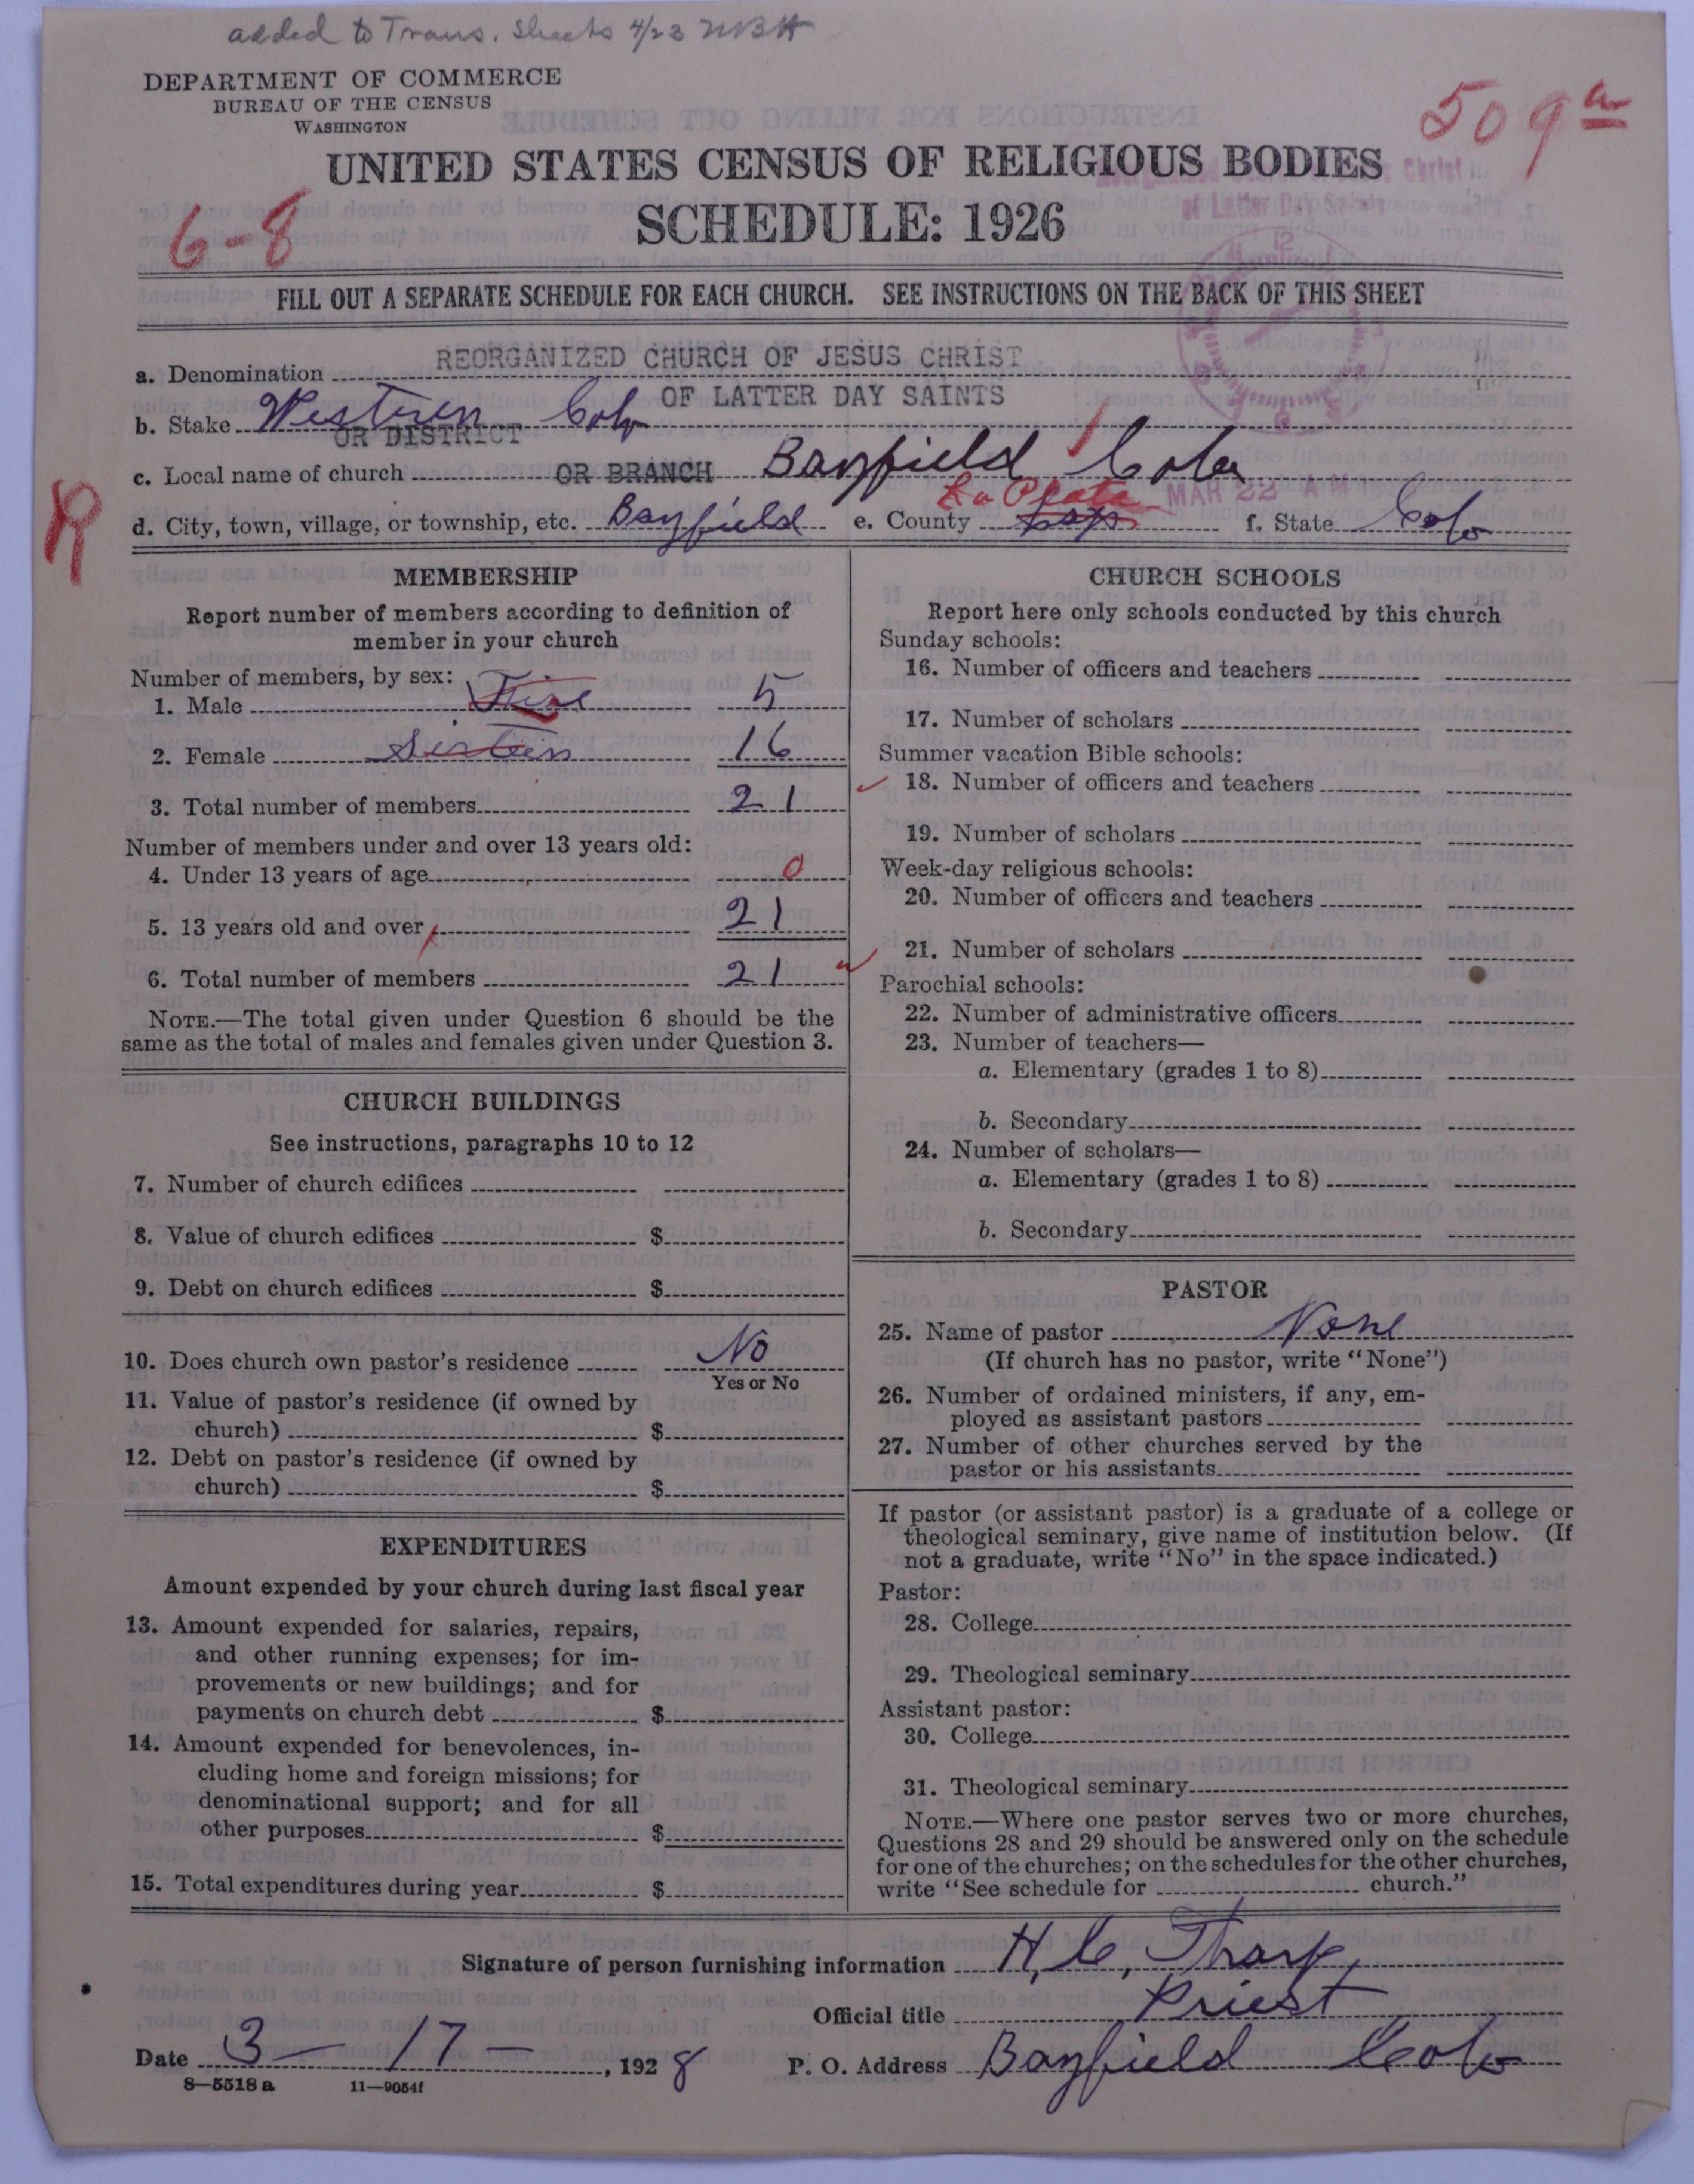 added to Trans. Sheets 4/23 MBH
DEPARTMENT OF COMMERCE
BUREAU OF THE CENSUS
WASHINGTON
509 a
UNITED STATES CENSUS OF RELIGIOUS BODIES
SCHEDULE: 1926
6-8
of Latter Day Saints
FILL OUT A SEPARATE SCHEDULE FOR EACH CHURCH. SEE INSTRUCTIONS ON THE BACK OF THIS SHEET
a. Denomination REORGANIZED CHURCH OF JESUS CHRIST
OF LATTER DAY SAINTS
b. Stake Western Colo
OR DISTRICT
c. Local name of church OR BRANCH Bayfield Colo
La Plata MAR 22 AM
d. City, town, village, or township, etc. Bayfield e. County f. State Colo
R
MEMBERSHIP
Report number of members according to definition of
member in your church
Number of members, by sex:
1. Male Five 5
2. Female Sixteen 16
3. Total number of members 21
Number of members under and over 13 years old:
4. Under 13 years of age 0
5. 13 years old and over 21
6. Total number of members 21
NOTE.—The total given under Question 6 should be the
same as the total of males and females given under Question 3.
CHURCH BUILDINGS
See instructions, paragraphs 10 to 12
7. Number of church edifices
8. Value of church edifices $
9. Debt on church edifices $
10. Does church own pastor's residence No
Yes or No
11. Value of pastor's residence (if owned by
church) $
12. Debt on pastor's residence (if owned by
church) $
EXPENDITURES
Amount expended by your church during last fiscal year
13. Amount expended for salaries, repairs,
and other running expenses; for im-
provements or new buildings; and for
payments on church debt $
14. Amount expended for benevolences, in-
cluding home and foreign missions; for
denominational support; and for all
other purposes $
15. Total expenditures during year $
CHURCH SCHOOLS
Report here only schools conducted by this church
Sunday schools:
16. Number of officers and teachers
17. Number of scholars
Summer vacation Bible schools:
18. Number of officers and teachers
19. Number of scholars
Week-day religious schools:
20. Number of officers and teachers
21. Number of scholars
Parochial schools:
22. Number of administrative officers
23. Number of teachers—
a. Elementary (grades 1 to 8)
b. Secondary
24. Number of scholars—
a. Elementary (grades 1 to 8)
b. Secondary
PASTOR
25. Name of pastor None
(If church has no pastor, write "None")
26. Number of ordained ministers, if any, em-
ployed as assistant pastors
27. Number of other churches served by the
pastor or his assistants
If pastor (or assistant pastor) is a graduate of a college or
theological seminary, give name of institution below. (If
not a graduate, write "No" in the space indicated.)
Pastor:
28. College
29. Theological seminary
Assistant pastor:
30. College
31. Theological seminary
NOTE.—Where one pastor serves two or more churches,
Questions 28 and 29 should be answered only on the schedule
for one of the churches; on the schedules for the other churches,
write "See schedule for church."
Signature of person furnishing information H. C. Tharp
Official title Priest
Date 3-17-, 1928 P. O. Address Bayfield Colo
8—5518 a 11—9054f